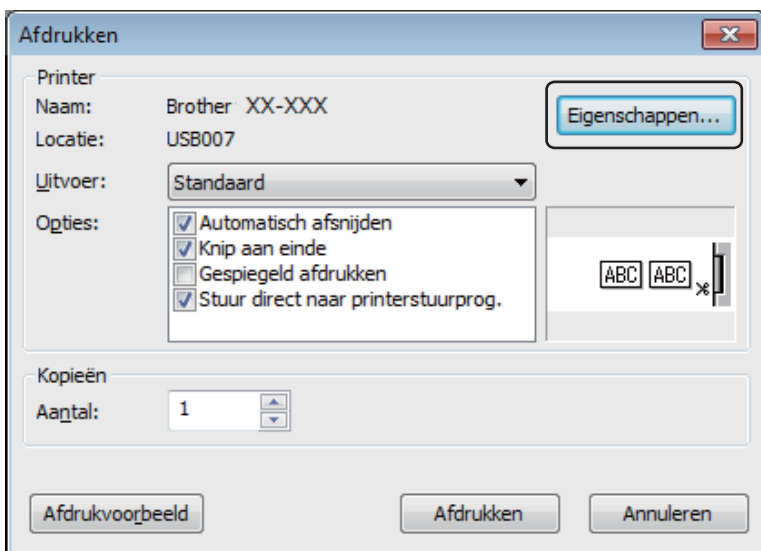 Afdrukken
Printer
Naam: Brother XX-XXX
Eigenschappen...
Locatie: USB007
Uitvoer: Standaard
Opties:
Automatisch afsnijden
Knip aan einde
Gespiegeld afdrukken
Stuur direct naar printerstuurprog.
ABC ABC
Kopieën
Aantal: 1
Afdrukvoorbeeld Afdrukken Annuleren